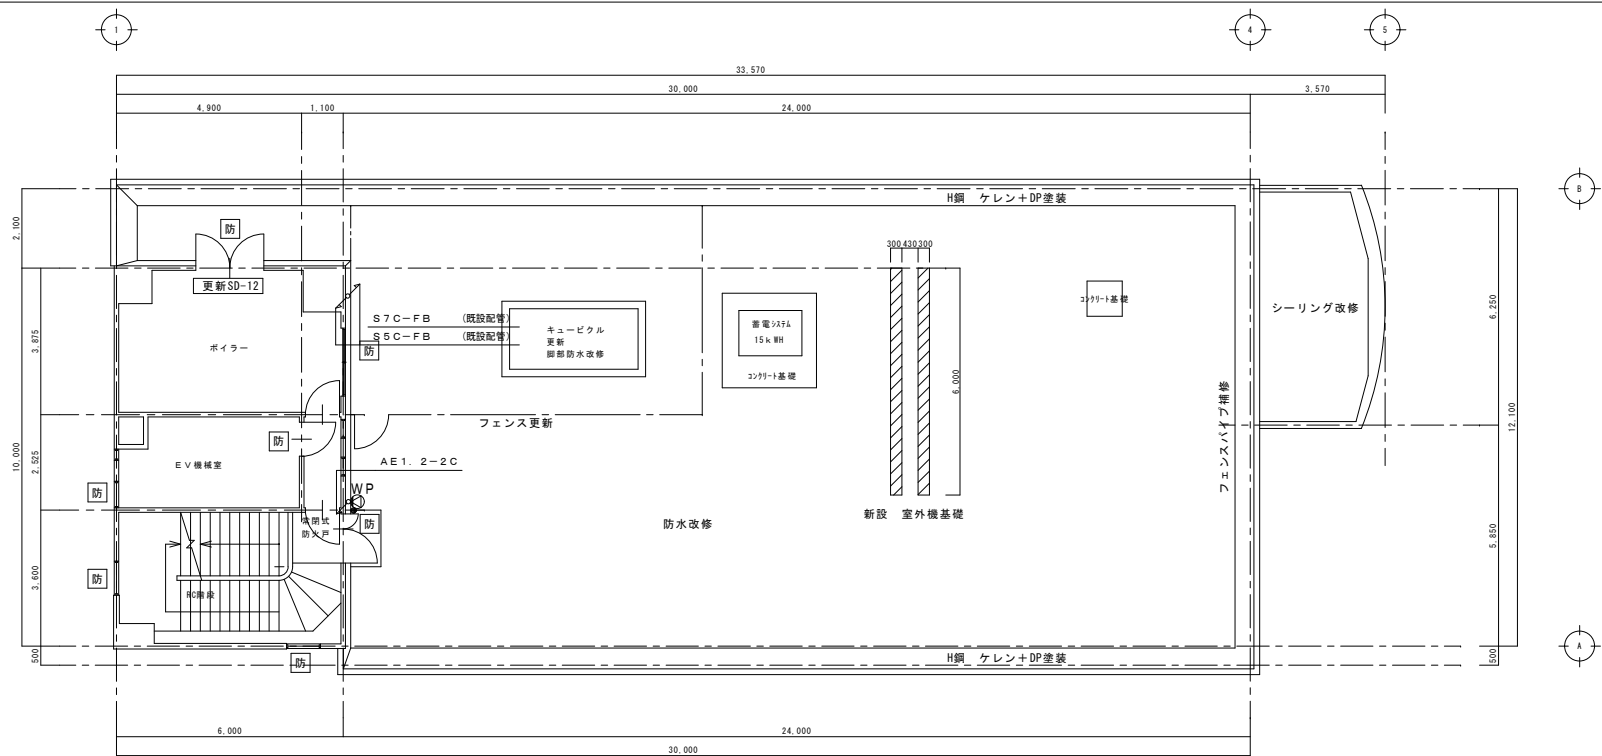 1
4
5
33,570
30,000
3,570
4,900
1,100
24,000
H鋼 ケレン+DP塗装
B
2,100
防
300
430
300
更新SD-12
コンクリート基礎
シーリング改修
6,250
S7C-FB (既設配管)
S5C-FB (既設配管)
キュービクル
更新
脚部防水改修
蓄電システム
15kWH
コンクリート基礎
3,875
ボイラー
防
6,000
フェンスパイプ補修
12,100
フェンス更新
防
10,000
2,525
EV機械室
AE1.2-2C
防
WP
新設 室外機基礎
常閉式
防火戸
防
防水改修
5,850
防
3,600
RC階段
A
500
防
H鋼 ケレン+DP塗装
500
6,000
24,000
30,000